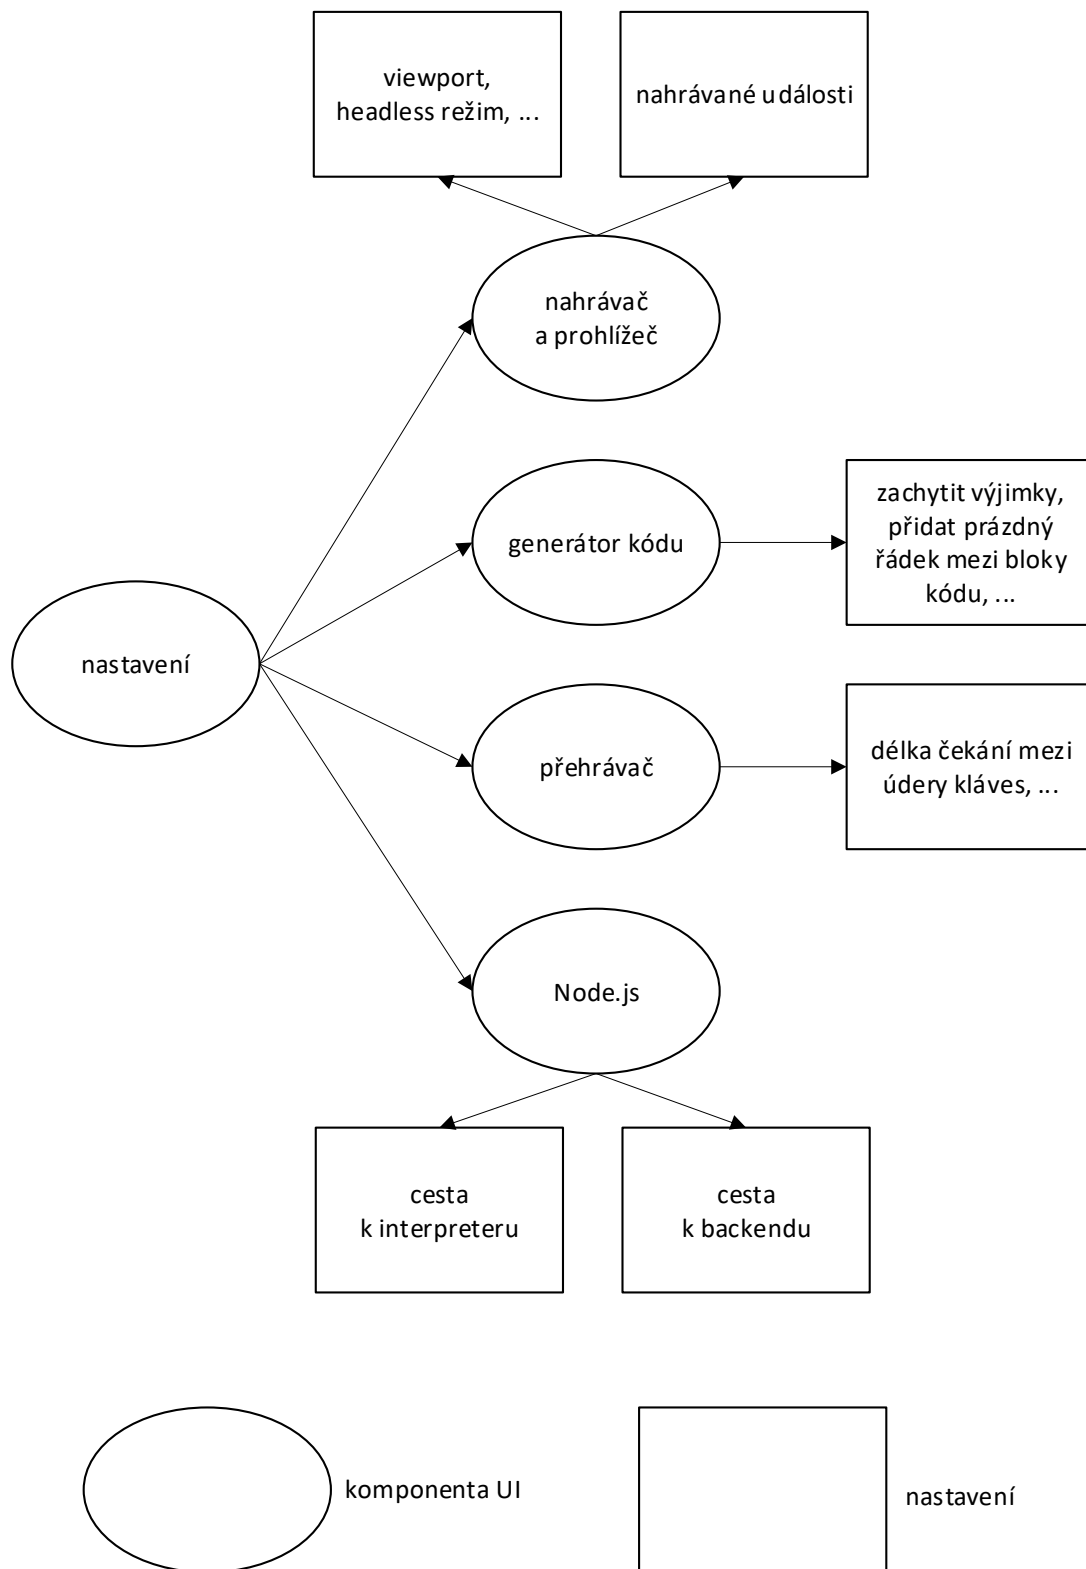 viewport,
headless režim, ...
nahrávané události
nahrávač
a prohlížeč
generátor kódu
zachytit výjimky,
přidat prázdný
řádek mezi bloky
kódu, ...
nastavení
přehrávač
délka čekání mezi
údery kláves, ...
Node.js
cesta
k interpreteru
cesta
k backendu
komponenta UI
nastavení